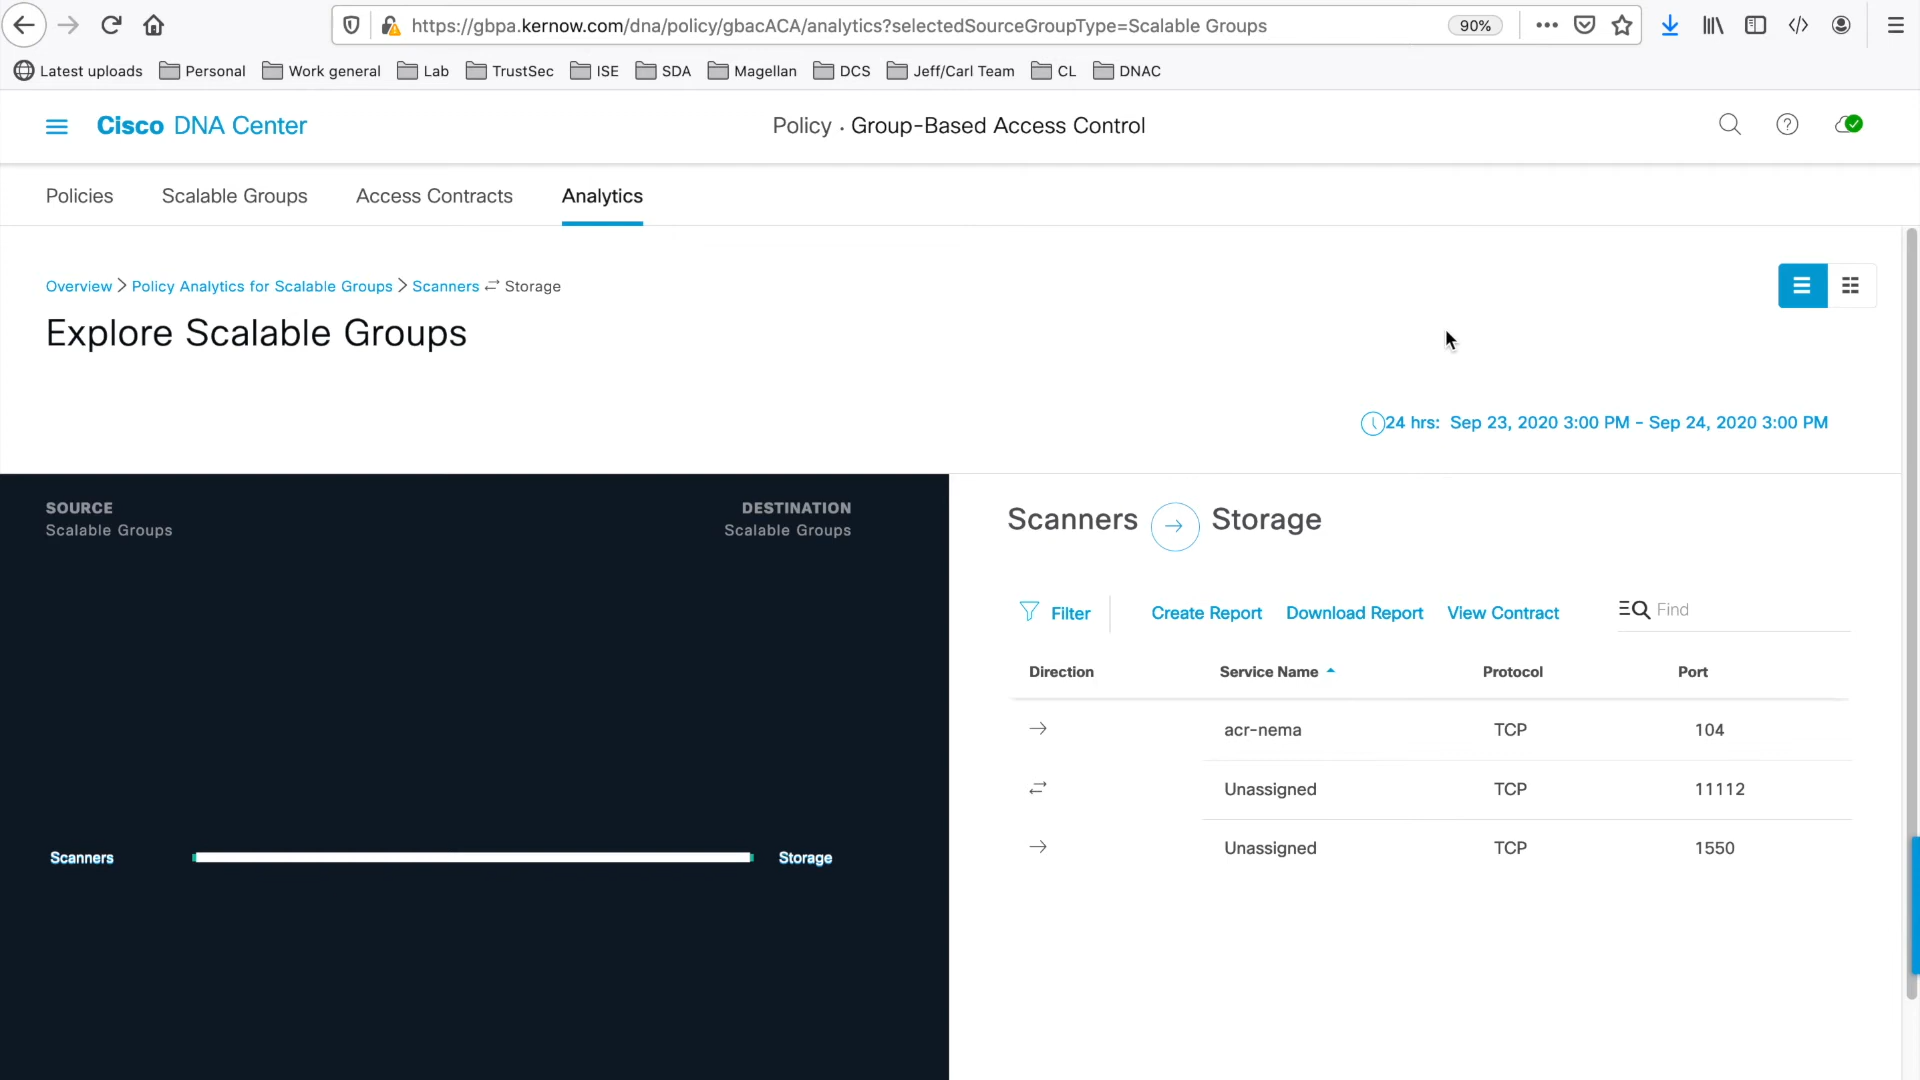 https://gbpa.kernow.com/dna/policy/gbacACA/analytics?selectedSourceGroupType=Scalable Groups 90%
Latest uploads Personal Work general Lab TrustSec ISE SDA Magellan DCS Jeff/Carl Team CL DNAC
Cisco DNA Center Policy · Group-Based Access Control
Policies Scalable Groups Access Contracts Analytics
Overview > Policy Analytics for Scalable Groups > Scanners ⇄ Storage
Explore Scalable Groups
24 hrs: Sep 23, 2020 3:00 PM - Sep 24, 2020 3:00 PM
SOURCE DESTINATION
Scalable Groups Scalable Groups
Scanners Storage
Scanners → Storage
Filter Create Report Download Report View Contract Find
Direction Service Name Protocol Port
→ acr-nema TCP 104
⇄ Unassigned TCP 11112
→ Unassigned TCP 1550